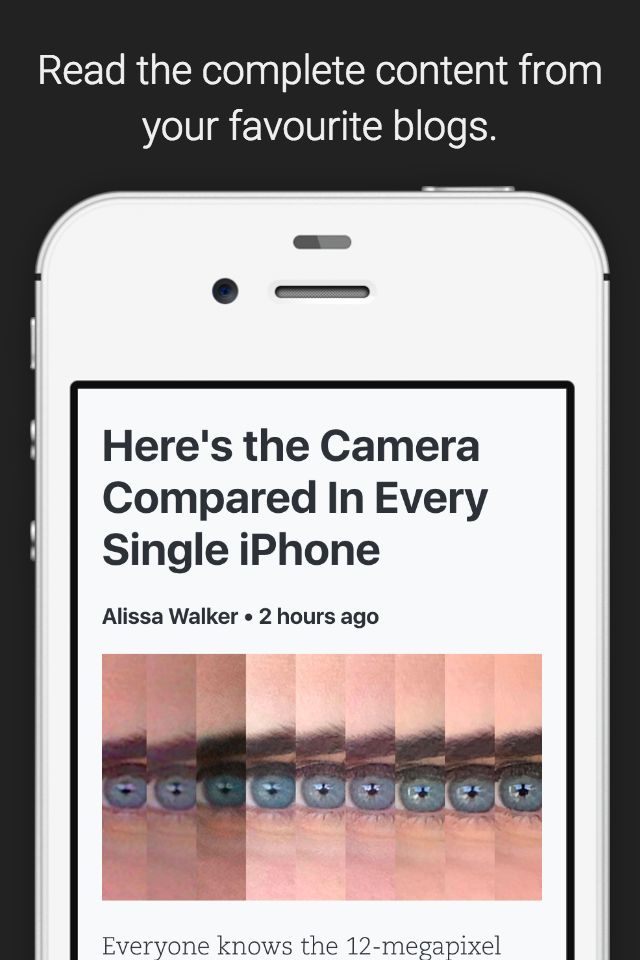 Read the complete content from
your favourite blogs.
Here's the Camera
Compared In Every
Single iPhone
Alissa Walker • 2 hours ago
Everyone knows the 12-megapixel